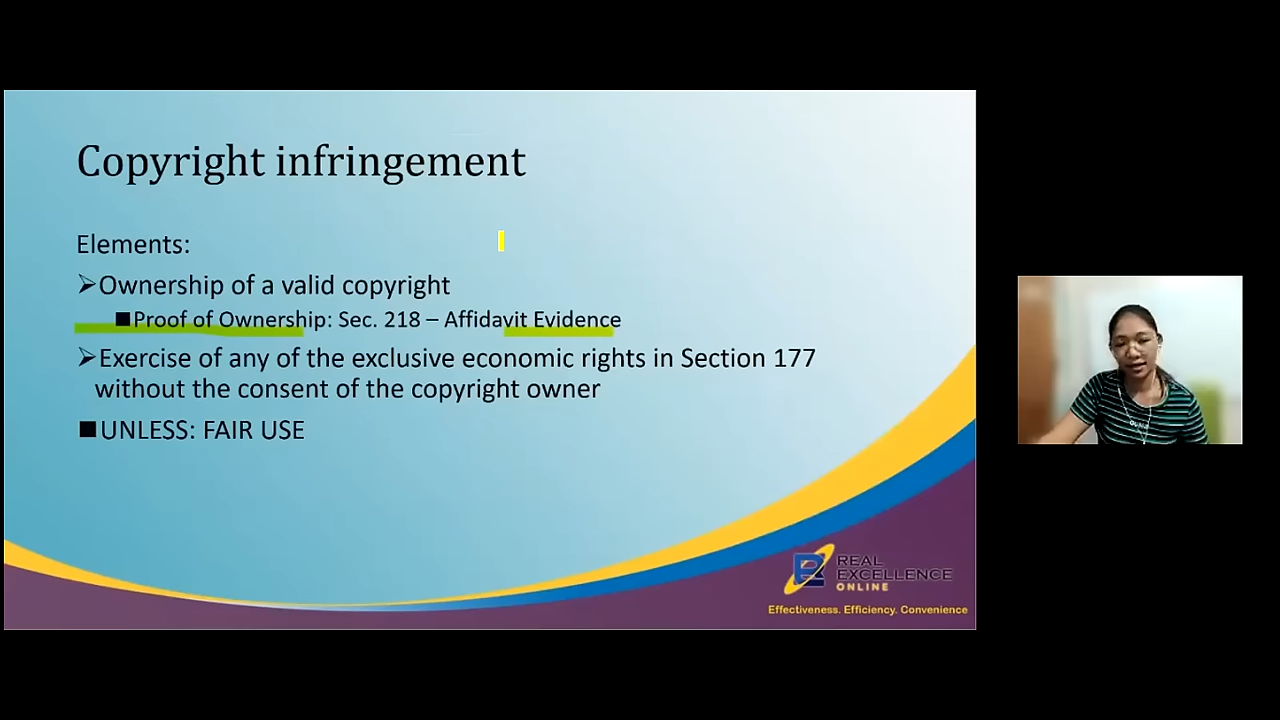 Copyright infringement
Elements:
➢Ownership of a valid copyright
■Proof of Ownership: Sec. 218 – Affidavit Evidence
➢Exercise of any of the exclusive economic rights in Section 177
without the consent of the copyright owner
■UNLESS: FAIR USE
REAL
EXCELLENCE
ONLINE
Effectiveness. Efficiency. Convenience